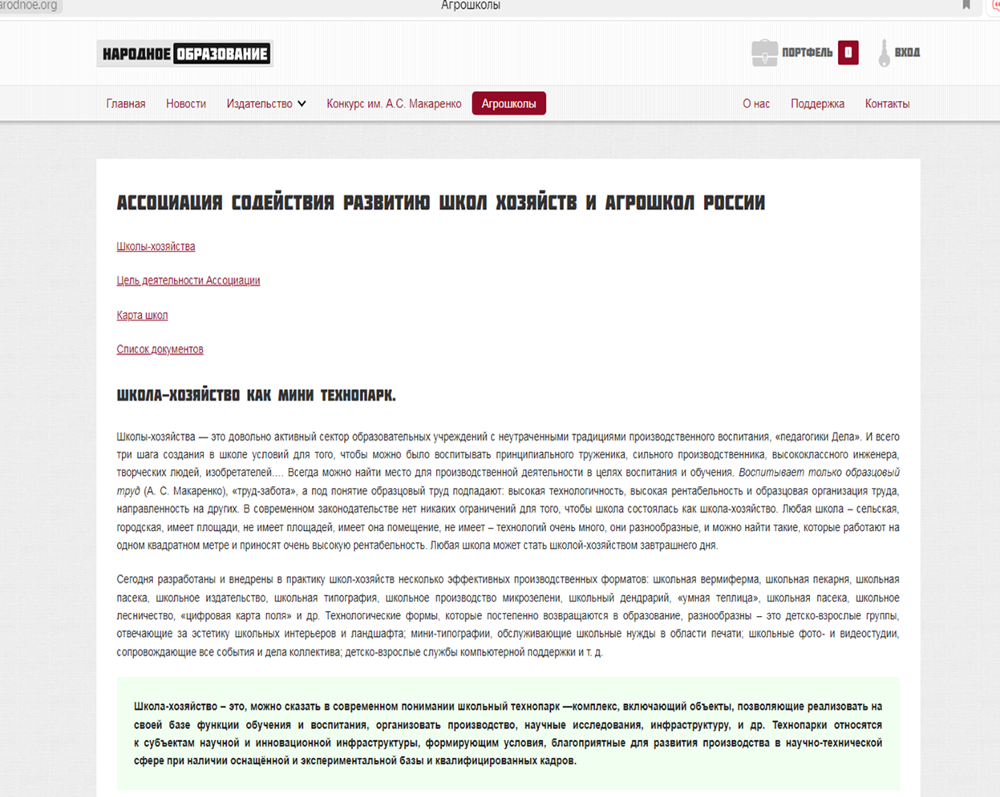 arodnoe.org
Агрошколы
НАРОДНОЕ ОБРАЗОВАНИЕ
ПОРТФЕЛЬ 0 ВХОД
Главная Новости Издательство Конкурс им. А.С. Макаренко Агрошколы О нас Поддержка Контакты
АССОЦИАЦИЯ СОДЕЙСТВИЯ РАЗВИТИЮ ШКОЛ ХОЗЯЙСТВ И АГРОШКОЛ РОССИИ
Школы-хозяйства
Цель деятельности Ассоциации
Карта школ
Список документов
ШКОЛА-ХОЗЯЙСТВО КАК МИНИ ТЕХНОПАРК.
Школы-хозяйства — это довольно активный сектор образовательных учреждений с неутраченными традициями производственного воспитания, «педагогики Дела». И всего
три шага создания в школе условий для того, чтобы можно было воспитывать принципиального труженика, сильного производственника, высококлассного инженера,
творческих людей, изобретателей…. Всегда можно найти место для производственной деятельности в целях воспитания и обучения. Воспитывает только образцовый
труд (А. С. Макаренко), «труд-забота», а под понятие образцовый труд подпадают: высокая технологичность, высокая рентабельность и образцовая организация труда,
направленность на других. В современном законодательстве нет никаких ограничений для того, чтобы школа состоялась как школа-хозяйство. Любая школа – сельская,
городская, имеет площади, не имеет площадей, имеет она помещение, не имеет – технологий очень много, они разнообразные, и можно найти такие, которые работают на
одном квадратном метре и приносят очень высокую рентабельность. Любая школа может стать школой-хозяйством завтрашнего дня.
Сегодня разработаны и внедрены в практику школ-хозяйств несколько эффективных производственных форматов: школьная вермиферма, школьная пекарня, школьная
пасека, школьное издательство, школьная типография, школьное производство микрозелени, школьный дендрарий, «умная теплица», школьная пасека, школьное
лесничество, «цифровая карта поля» и др. Технологические формы, которые постепенно возвращаются в образование, разнообразны – это детско-взрослые группы,
отвечающие за эстетику школьных интерьеров и ландшафта; мини-типографии, обслуживающие школьные нужды в области печати; школьные фото- и видеостудии,
сопровождающие все события и дела коллектива; детско-взрослые службы компьютерной поддержки и т. д.
Школа-хозяйство – это, можно сказать в современном понимании школьный технопарк —комплекс, включающий объекты, позволяющие реализовать на
своей базе функции обучения и воспитания, организовать производство, научные исследования, инфраструктуру, и др. Технопарки относятся
к субъектам научной и инновационной инфраструктуры, формирующим условия, благоприятные для развития производства в научно-технической
сфере при наличии оснащённой и экспериментальной базы и квалифицированных кадров.